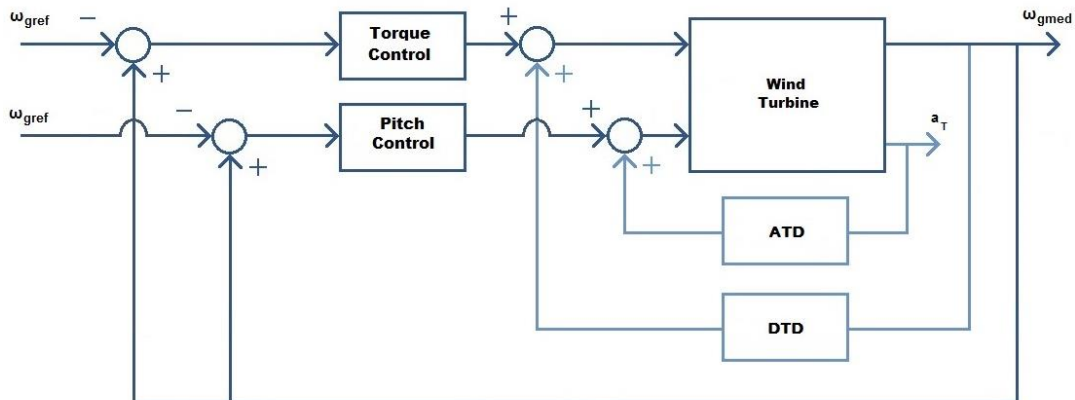 ω_gref
−
+
Torque
Control
+
+
Wind
Turbine
ω_gmed
ω_gref
−
+
Pitch
Control
+
+
a_T
ATD
DTD